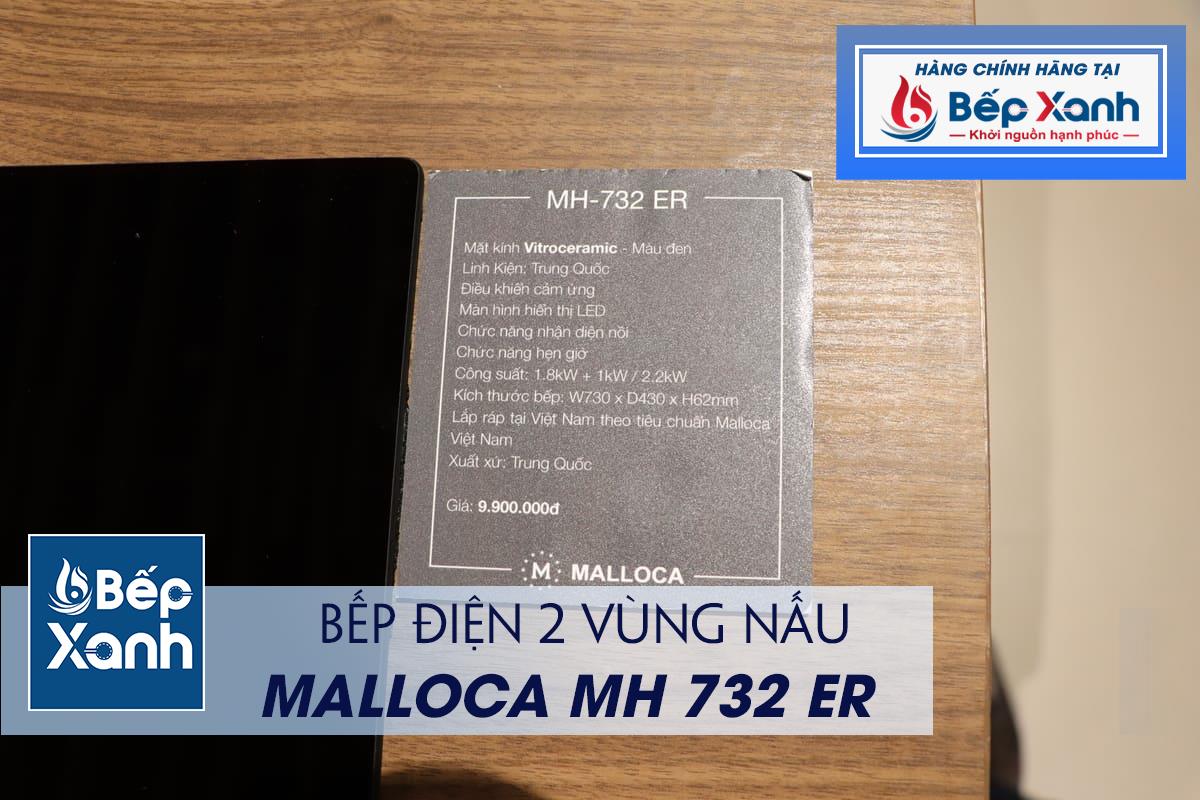 HÀNG CHÍNH HÃNG TẠI
Bếp Xanh
Khởi nguồn hạnh phúc
MH-732 ER
Mặt kính Vitroceramic - Màu đen
Linh Kiện: Trung Quốc
Điều khiển cảm ứng
Màn hình hiển thị LED
Chức năng nhận diện nồi
Chức năng hẹn giờ
Công suất: 1.8kW + 1kW / 2.2kW
Kích thước bếp: W730 x D430 x H62mm
Lắp ráp tại Việt Nam theo tiêu chuẩn Malloca
Việt Nam
Xuất xứ: Trung Quốc
Giá: 9.900.000đ
M MALLOCA
Bếp
Xanh
BẾP ĐIỆN 2 VÙNG NẤU
MALLOCA MH 732 ER